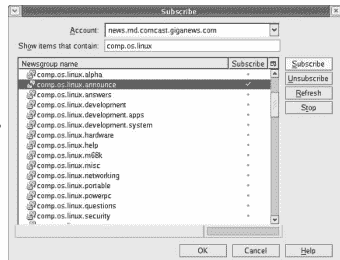 Subscribe
Account: news.md.comcast.giganews.com
Show items that contain: comp.os.linux
Newsgroup name Subscribe
comp.os.linux.alpha
comp.os.linux.announce
comp.os.linux.answers
comp.os.linux.development
comp.os.linux.development.apps
comp.os.linux.development.system
comp.os.linux.hardware
comp.os.linux.help
comp.os.linux.m68k
comp.os.linux.misc
comp.os.linux.networking
comp.os.linux.portable
comp.os.linux.powerpc
comp.os.linux.questions
comp.os.linux.security
Subscribe
Unsubscribe
Refresh
Stop
OK Cancel Help